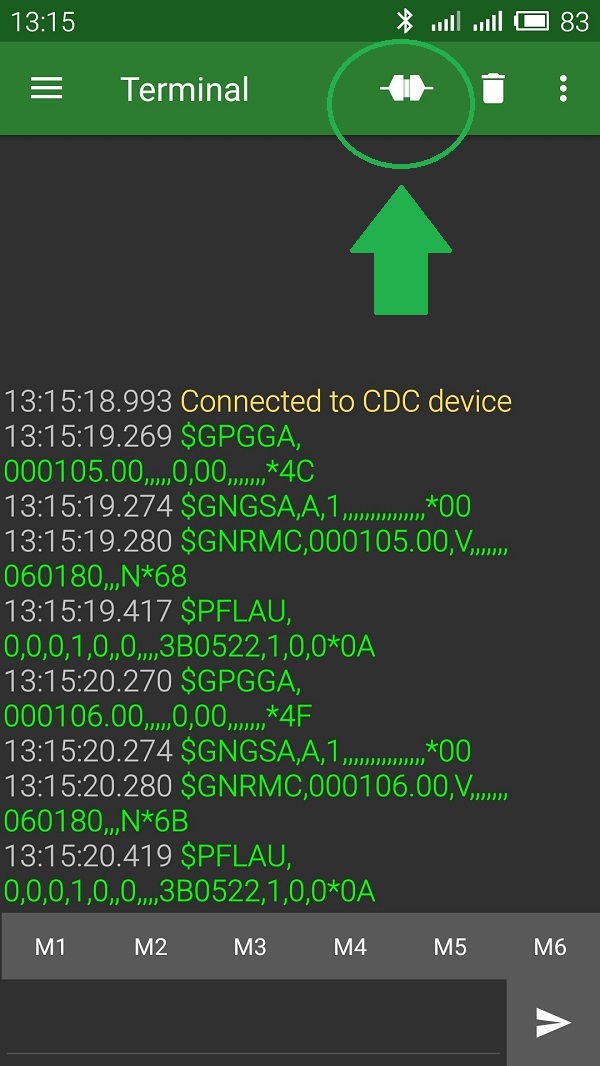 13:15 83
Terminal
13:15:18.993 Connected to CDC device
13:15:19.269 $GPGGA,
000105.00,,,,,0,00,,,,,,,*4C
13:15:19.274 $GNGSA,A,1,,,,,,,,,,,,,,,*00
13:15:19.280 $GNRMC,000105.00,V,,,,,,,
060180,,,N*68
13:15:19.417 $PFLAU,
0,0,0,1,0,,0,,,,3B0522,1,0,0*0A
13:15:20.270 $GPGGA,
000106.00,,,,,0,00,,,,,,,*4F
13:15:20.274 $GNGSA,A,1,,,,,,,,,,,,,,,*00
13:15:20.280 $GNRMC,000106.00,V,,,,,,,
060180,,,N*6B
13:15:20.419 $PFLAU,
0,0,0,1,0,,0,,,,3B0522,1,0,0*0A
M1 M2 M3 M4 M5 M6